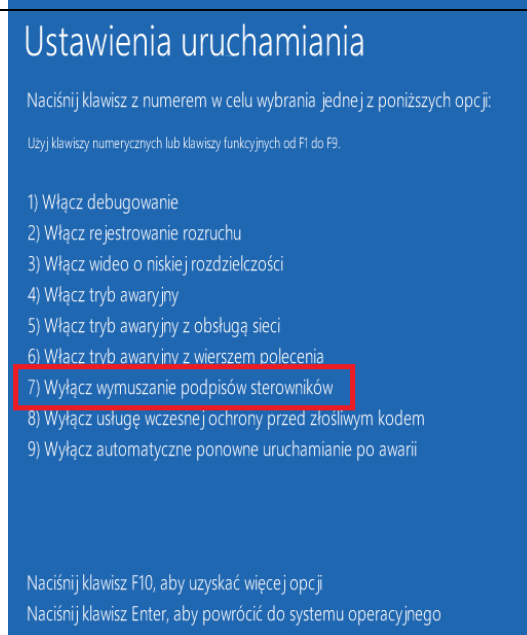 Ustawienia uruchamiania
Naciśnij klawisz z numerem w celu wybrania jednej z poniższych opcji:
Użyj klawiszy numerycznych lub klawiszy funkcyjnych od F1 do F9.
1) Włącz debugowanie
2) Włącz rejestrowanie rozruchu
3) Włącz wideo o niskiej rozdzielczości
4) Włącz tryb awaryjny
5) Włącz tryb awaryjny z obsługą sieci
6) Włącz tryb awaryjny z wierszem polecenia
7) Wyłącz wymuszanie podpisów sterowników
8) Wyłącz usługę wczesnej ochrony przed złośliwym kodem
9) Wyłącz automatyczne ponowne uruchamianie po awarii
Naciśnij klawisz F10, aby uzyskać więcej opcji
Naciśnij klawisz Enter, aby powrócić do systemu operacyjnego